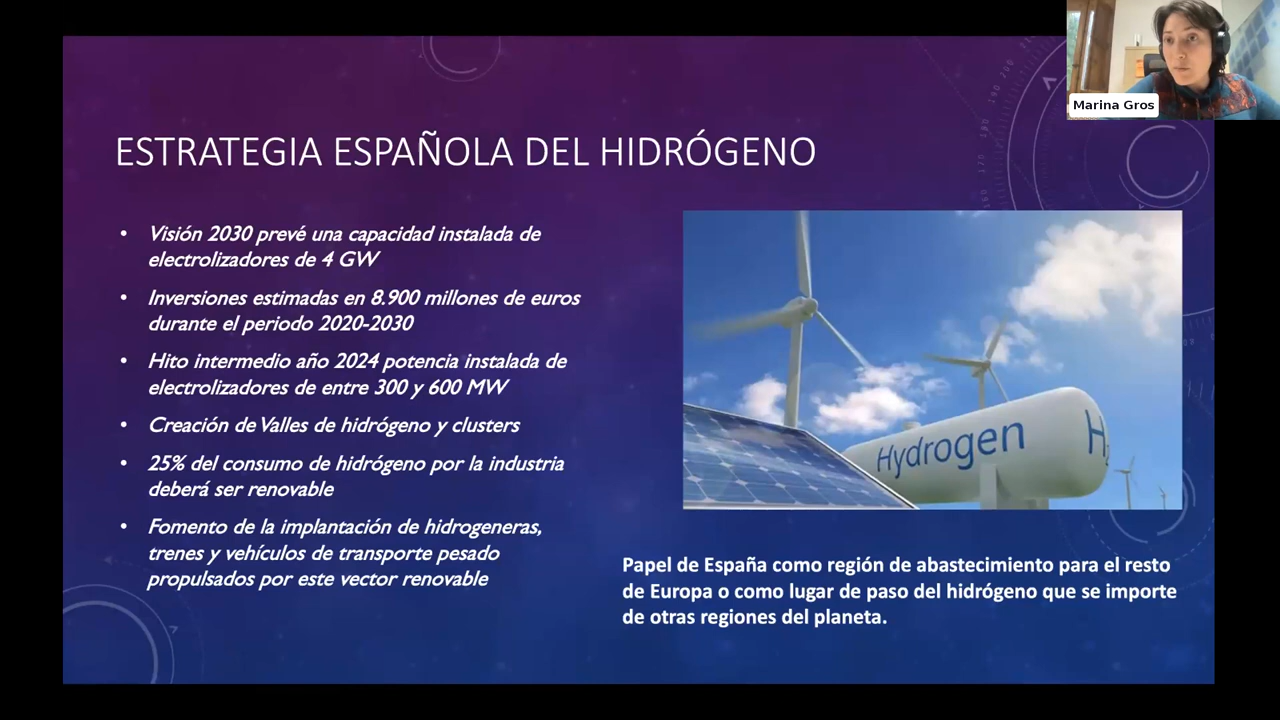 Marina Gros
ESTRATEGIA ESPAÑOLA DEL HIDRÓGENO
• Visión 2030 prevé una capacidad instalada de
electrolizadores de 4 GW
• Inversiones estimadas en 8.900 millones de euros
durante el periodo 2020-2030
• Hito intermedio año 2024 potencia instalada de
electrolizadores de entre 300 y 600 MW
• Creación de Valles de hidrógeno y clusters
• 25% del consumo de hidrógeno por la industria
deberá ser renovable
• Fomento de la implantación de hidrogeneras,
trenes y vehículos de transporte pesado
propulsados por este vector renovable
Hydrogen
H₂
Papel de España como región de abastecimiento para el resto
de Europa o como lugar de paso del hidrógeno que se importe
de otras regiones del planeta.